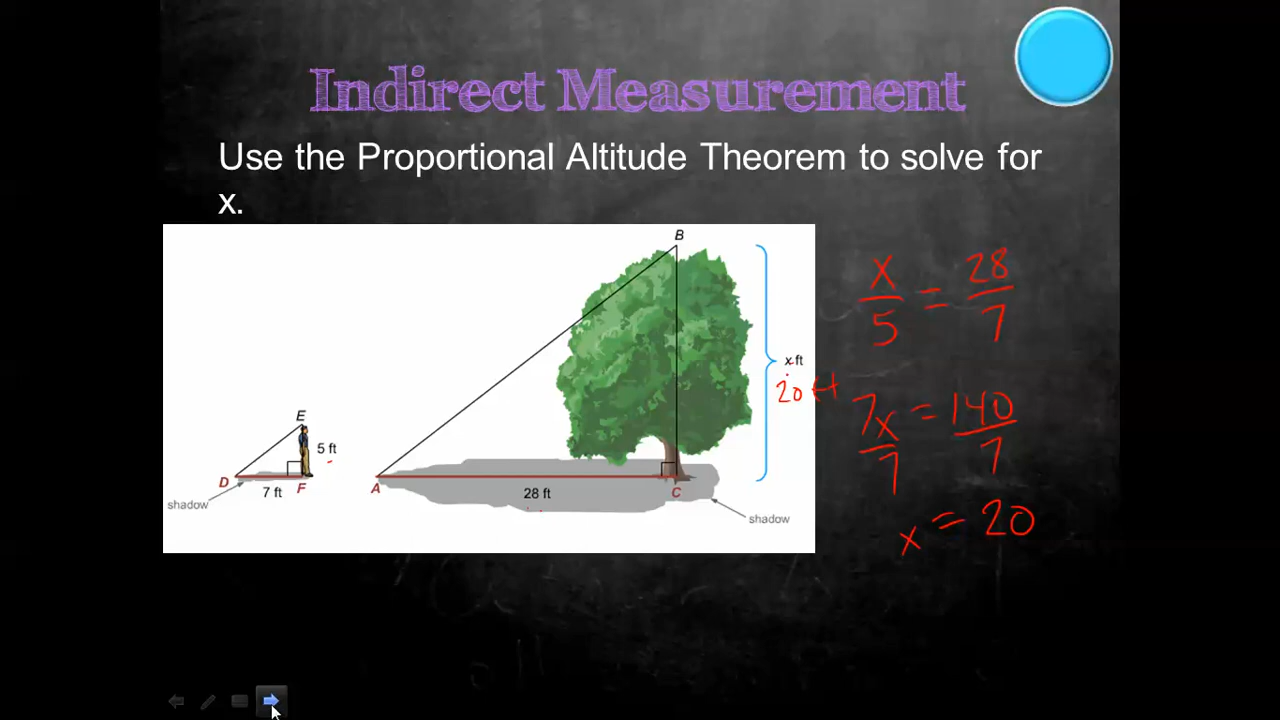 Indirect Measurement
Use the Proportional Altitude Theorem to solve for
x.
B
x ft
20 ft
E
5 ft
D
7 ft
F
shadow
A
28 ft
C
shadow
x/5 = 28/7
7x/7 = 140/7
x = 20